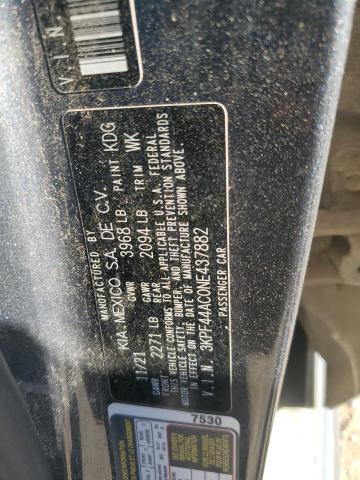 V.I.N.
MANUFACTURED BY
KIA MEXICO S.A. DE C.V.
GVWR PAINT KDG
11/21 3968 LB
GAWR GAWR TRIM WK
2271 LB REAR 2094 LB
THIS VEHICLE CONFORMS TO ALL APPLICABLE U.S.A. FEDERAL
MOTOR VEHICLE SAFETY, BUMPER, AND THEFT PREVENTION STANDARDS
IN EFFECT ON THE DATE OF MANUFACTURE SHOWN ABOVE.
V.I.N. 3KPF44AC0NE437882
, PASSENGER CAR
7530